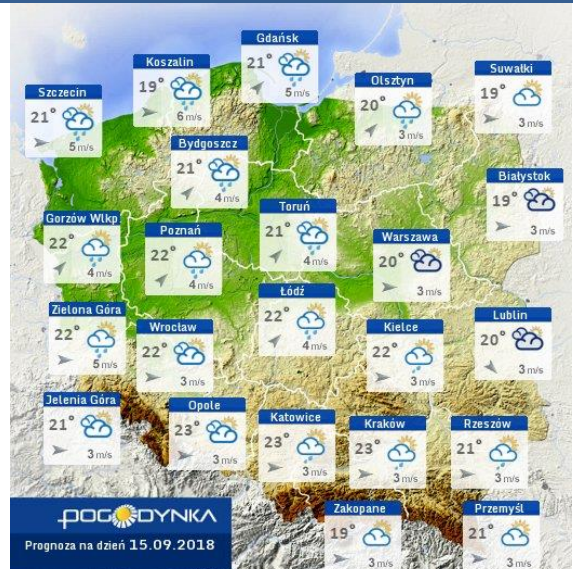 Gdańsk
21°
5 m/s
Koszalin
19°
6 m/s
Suwałki
19°
3 m/s
Olsztyn
20°
3 m/s
Szczecin
21°
5 m/s
Bydgoszcz
21°
4 m/s
Białystok
19°
3 m/s
Toruń
21°
4 m/s
Gorzów Wlkp
22°
4 m/s
Poznań
22°
4 m/s
Warszawa
20°
3 m/s
Łódź
22°
4 m/s
Zielona Góra
22°
5 m/s
Wrocław
22°
3 m/s
Kielce
22°
3 m/s
Lublin
20°
3 m/s
Jelenia Góra
21°
3 m/s
Opole
23°
3 m/s
Katowice
23°
3 m/s
Kraków
23°
3 m/s
Rzeszów
21°
3 m/s
Zakopane
19°
3 m/s
Przemyśl
21°
3 m/s
POGODYNKA
Prognoza na dzień 15.09.2018